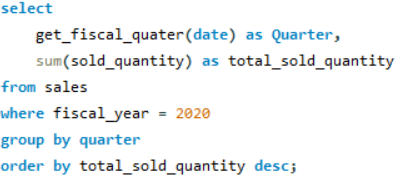 select
get_fiscal_quater(date) as Quarter,
sum(sold_quantity) as total_sold_quantity
from sales
where fiscal_year = 2020
group by quarter
order by total_sold_quantity desc;